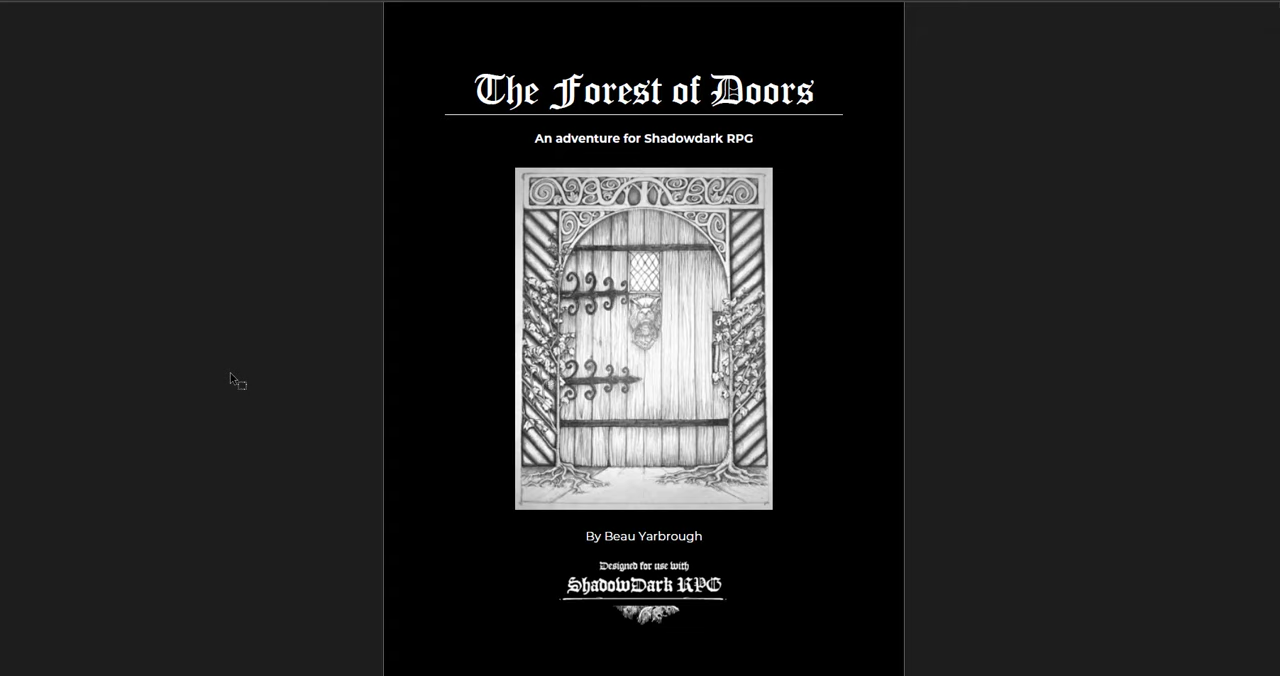 The Forest of Doors
An adventure for Shadowdark RPG
By Beau Yarbrough
Designed for use with
ShadowDark RPG